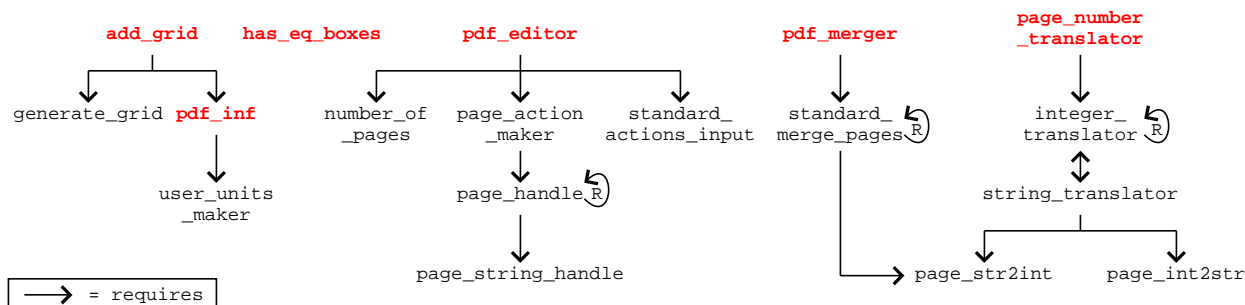 add_grid
has_eq_boxes
pdf_editor
pdf_merger
page_number
_translator
generate_grid
pdf_inf
number_of
_pages
page_action
_maker
standard_
actions_input
standard_
merge_pages
R
integer_
translator
R
user_units
_maker
page_handle
R
string_translator
page_string_handle
page_str2int
page_int2str
= requires